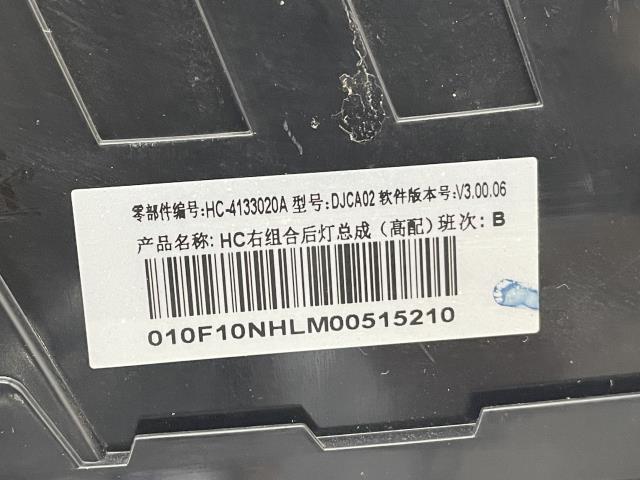 零部件编号:HC-4133020A 型号:DJCA02 软件版本号:V3.00.06
产品名称: HC右组合后灯总成（高配）班次: B
010F10NHLM00515210